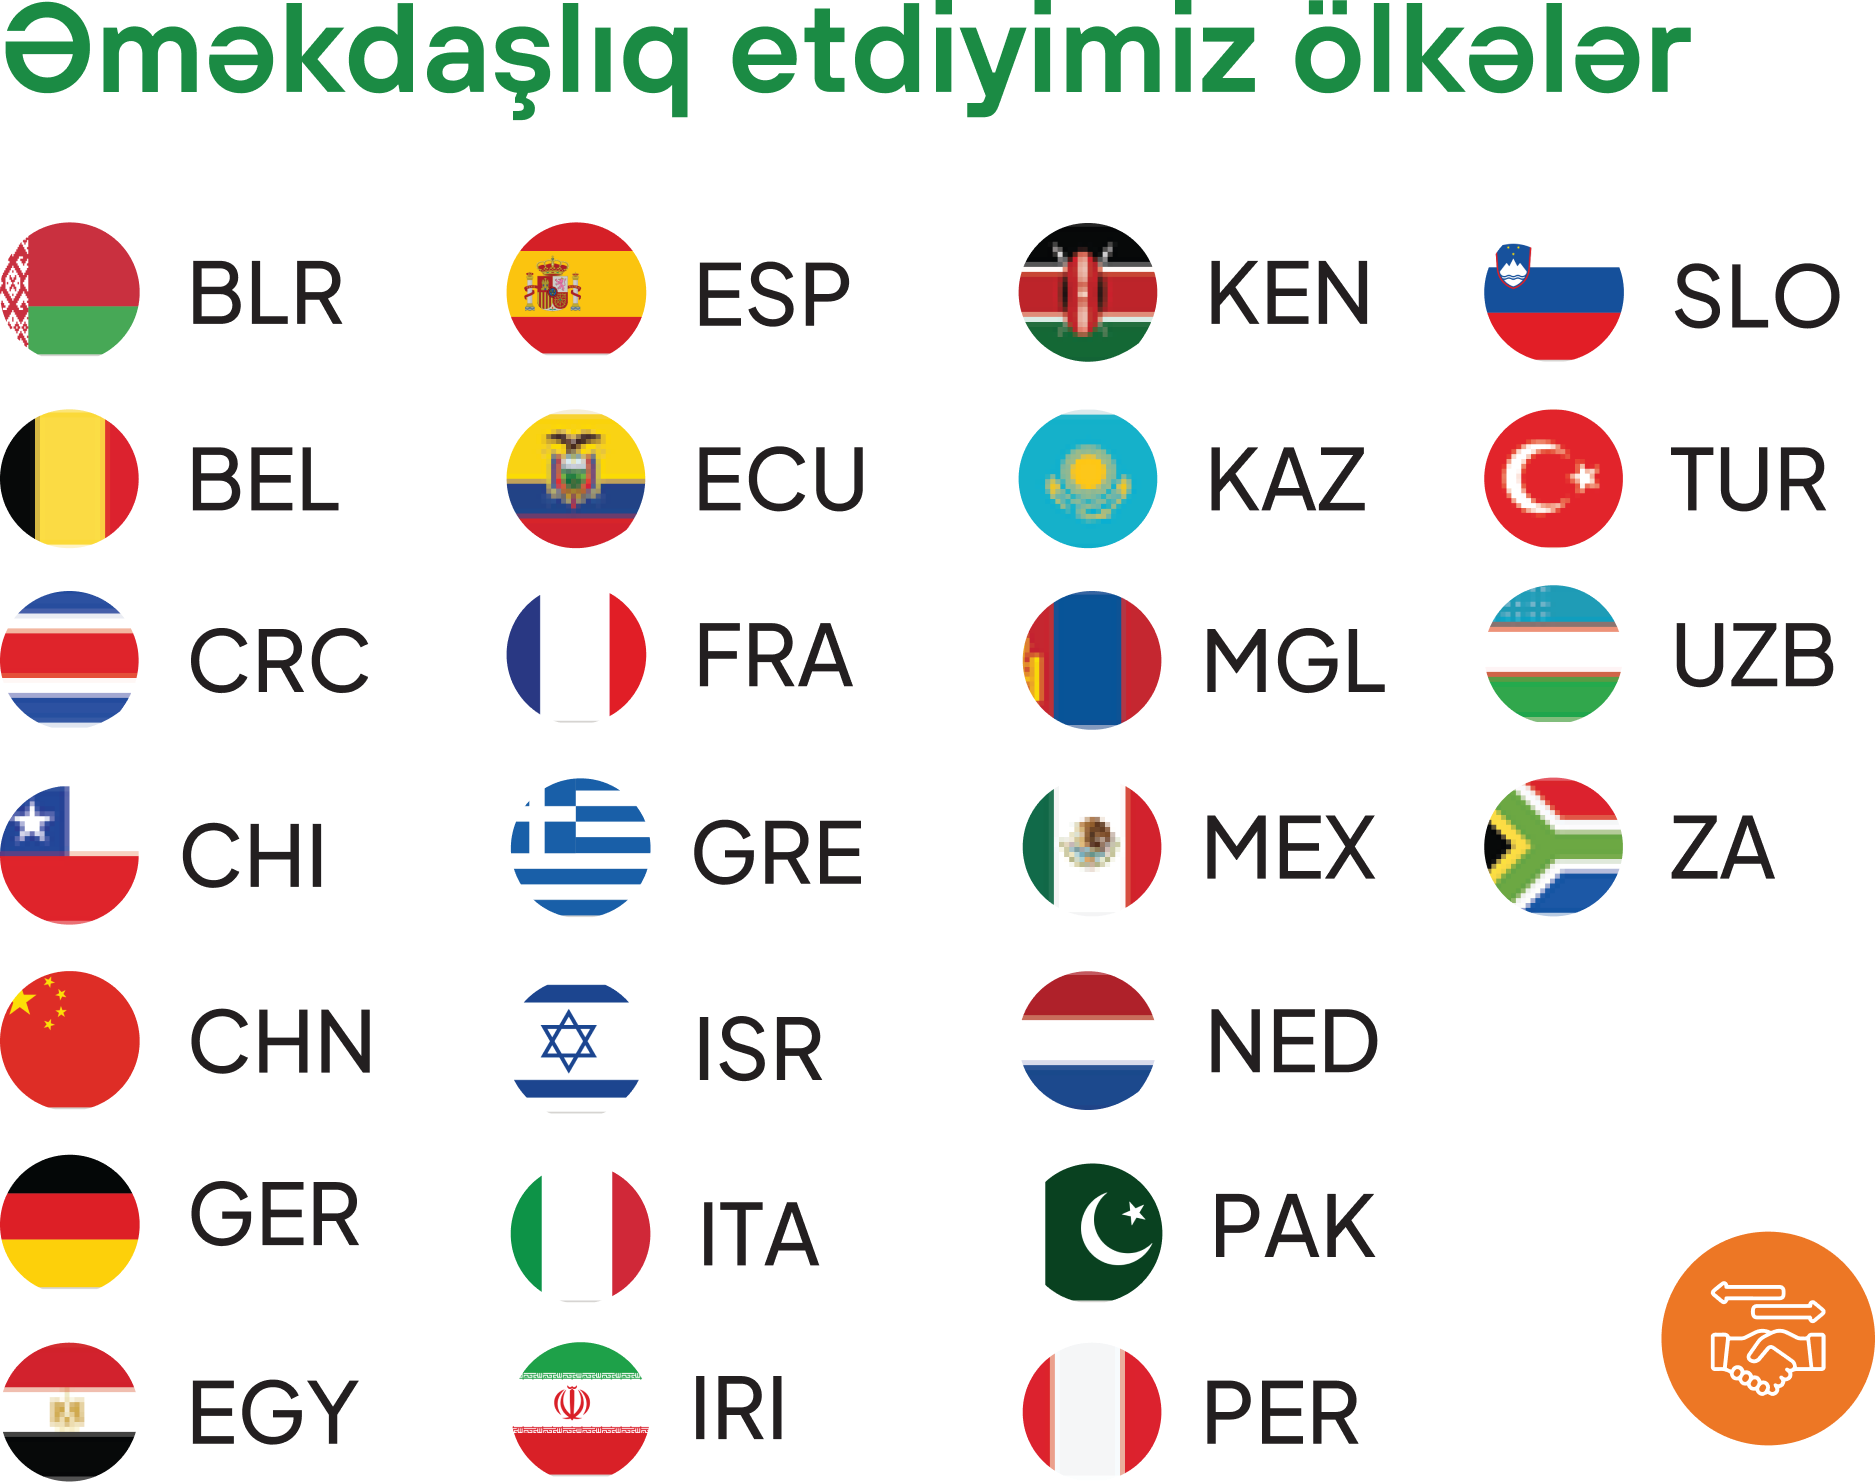 Əməkdaşlıq etdiyimiz ölkələr
BLR
BEL
CRC
CHI
CHN
GER
EGY
ESP
ECU
FRA
GRE
ISR
ITA
IRI
KEN
KAZ
MGL
MEX
NED
PAK
PER
SLO
TUR
UZB
ZA